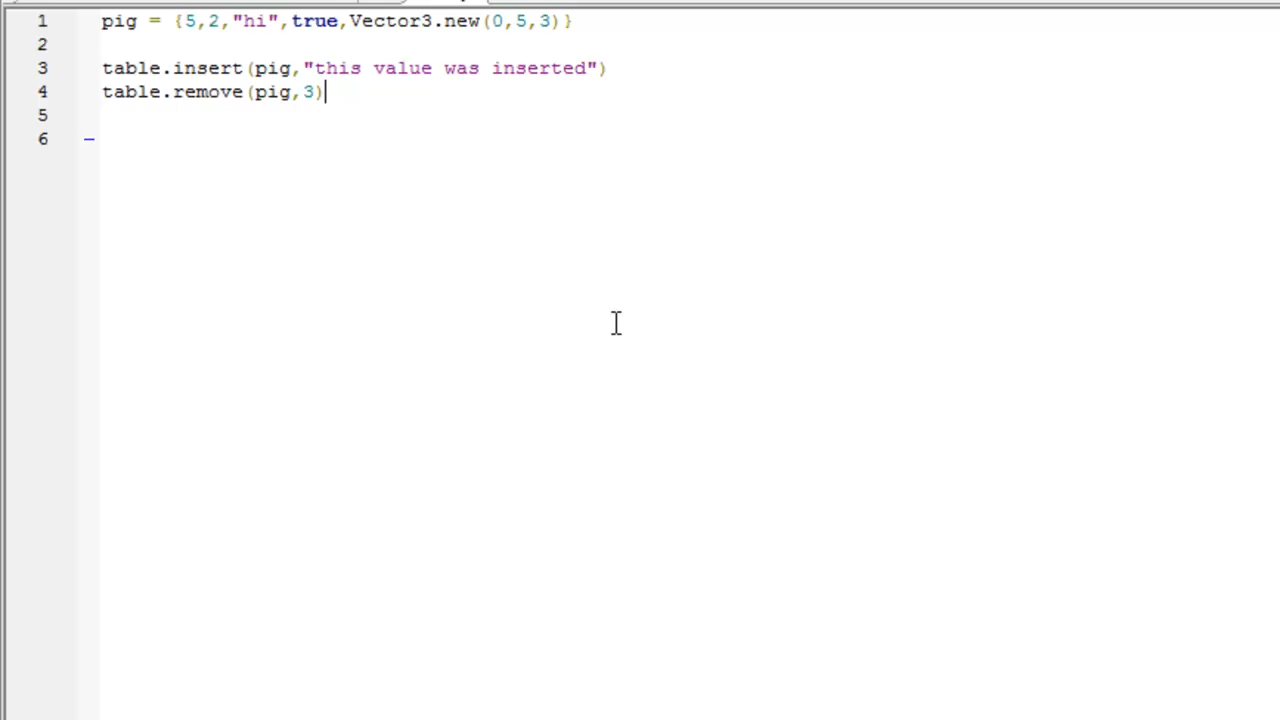 1 pig = {5,2,"hi",true,Vector3.new(0,5,3)}
2
3 table.insert(pig,"this value was inserted")
4 table.remove(pig,3)
5
6